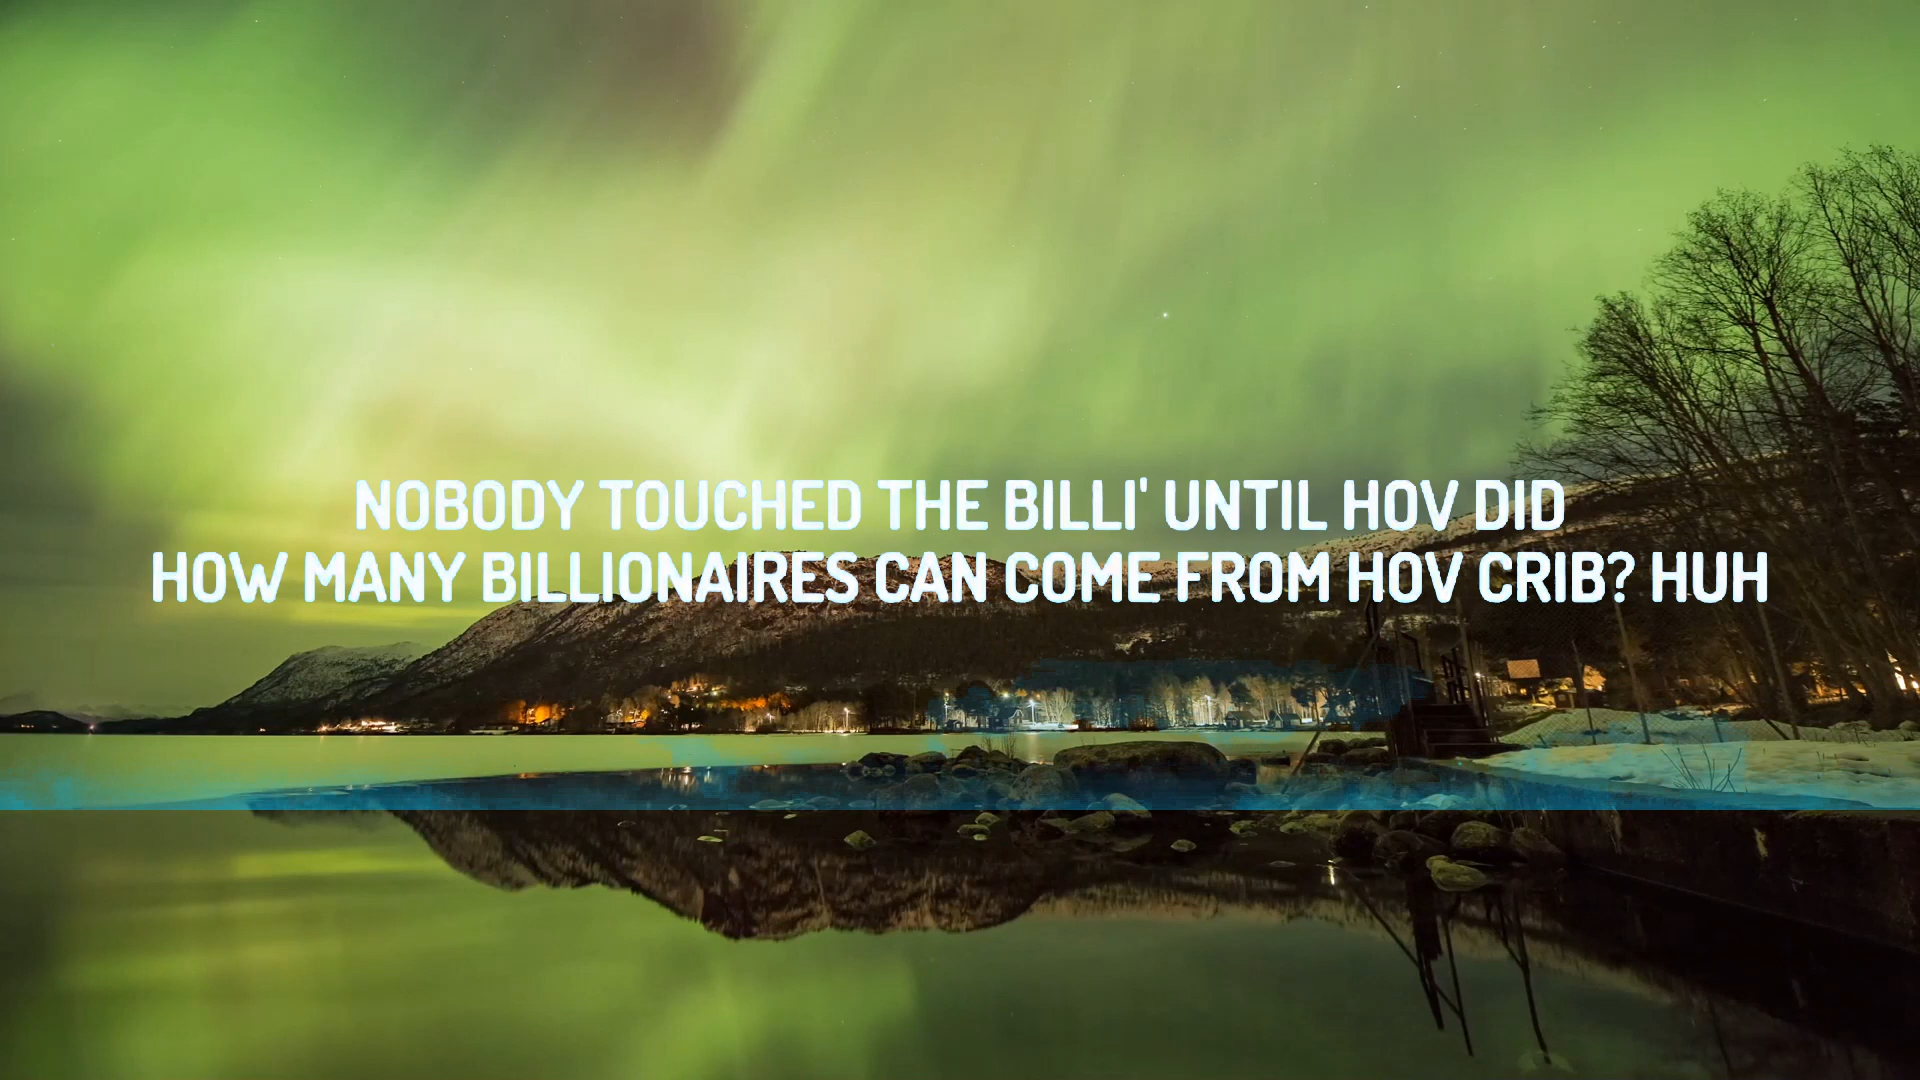 NOBODY TOUCHED THE BILLI' UNTIL HOV DID
HOW MANY BILLIONAIRES CAN COME FROM HOV CRIB? HUH